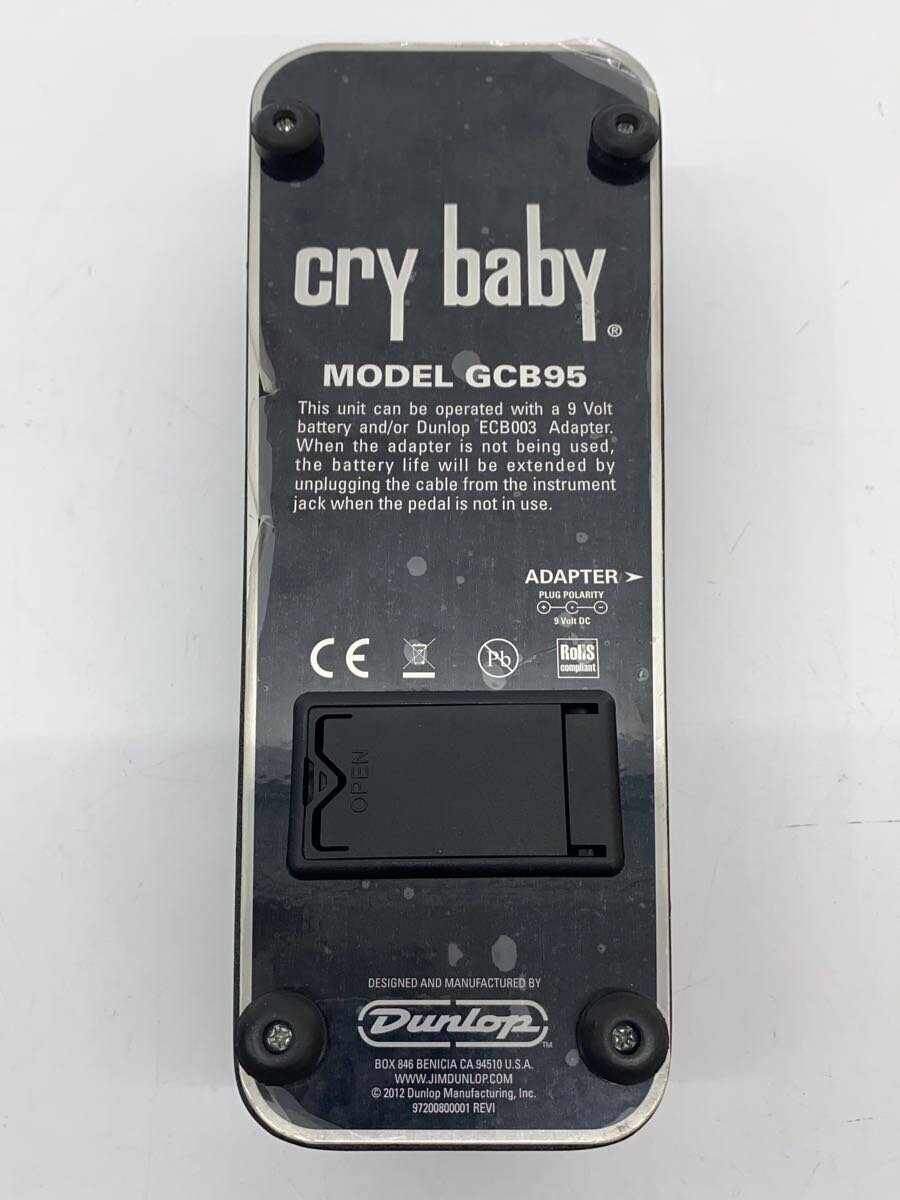 cry baby®
MODEL GCB95
This unit can be operated with a 9 Volt
battery and/or Dunlop ECB003 Adapter.
When the adapter is not being used,
the battery life will be extended by
unplugging the cable from the instrument
jack when the pedal is not in use.
ADAPTER
PLUG POLARITY
9 Volt DC
CE
Pb
RoHS
compliant
OPEN
DESIGNED AND MANUFACTURED BY
Dunlop™
BOX 846 BENICIA CA 94510 U.S.A.
WWW.JIMDUNLOP.COM
© 2012 Dunlop Manufacturing, Inc.
97200800001 REVI